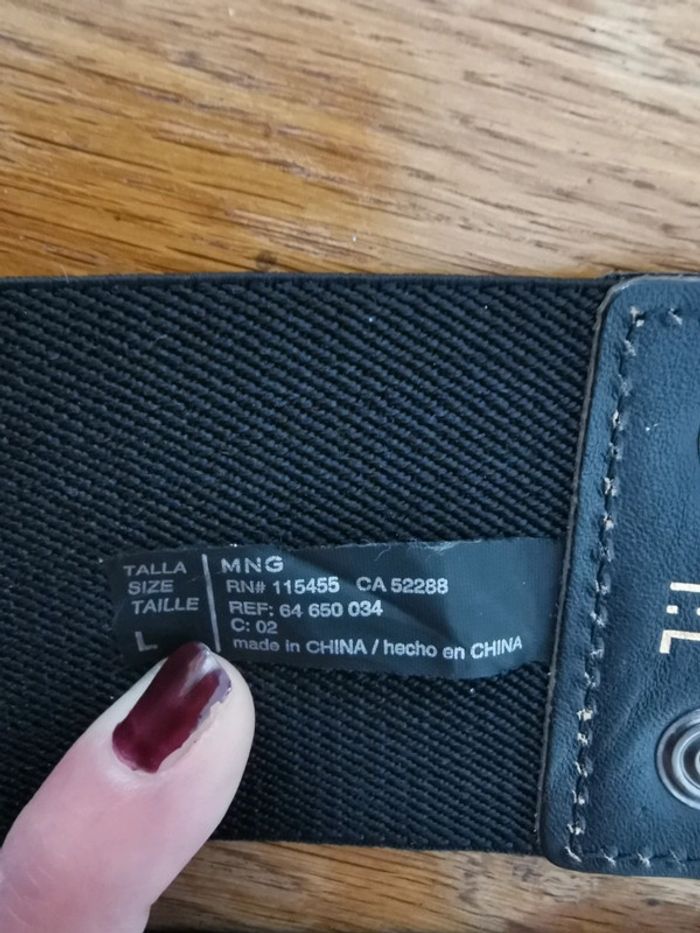 TALLA
SIZE
TAILLE
L
MNG
RN# 115455 CA 52288
REF: 64 650 034
C: 02
made in CHINA / hecho en CHINA